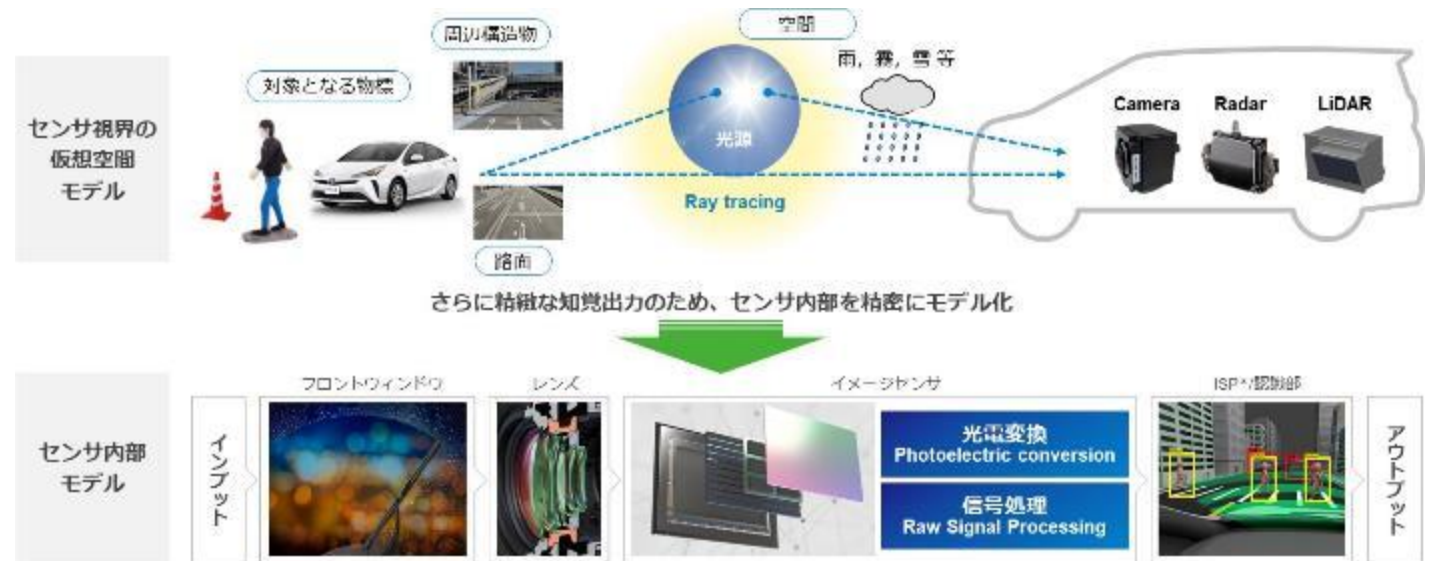 周辺構造物
空間
雨, 霧, 雪 等
対象となる物標
Camera Radar LiDAR
センサ視界の
仮想空間
モデル
光源
Ray tracing
路面
さらに精緻な知覚出力のため、センサ内部を精密にモデル化
フロントウィンドウ
レンズ
イメージセンサ
ISP*/認識部
センサ内部
モデル
インプット
光電変換
Photoelectric conversion
信号処理
Raw Signal Processing
アウトプット